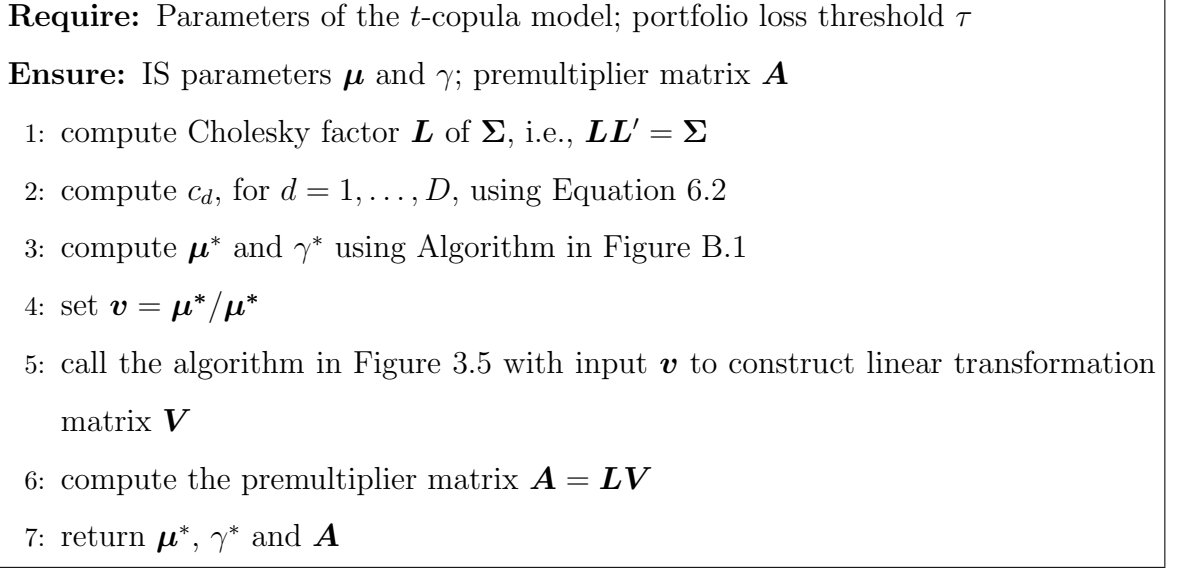 Require: Parameters of the t-copula model; portfolio loss threshold τ
Ensure: IS parameters μ and γ; premultiplier matrix A
1: compute Cholesky factor L of Σ, i.e., LL′ = Σ
2: compute c_d, for d = 1, . . . , D, using Equation 6.2
3: compute μ* and γ* using Algorithm in Figure B.1
4: set v = μ*/μ*
5: call the algorithm in Figure 3.5 with input v to construct linear transformation
matrix V
6: compute the premultiplier matrix A = LV
7: return μ*, γ* and A